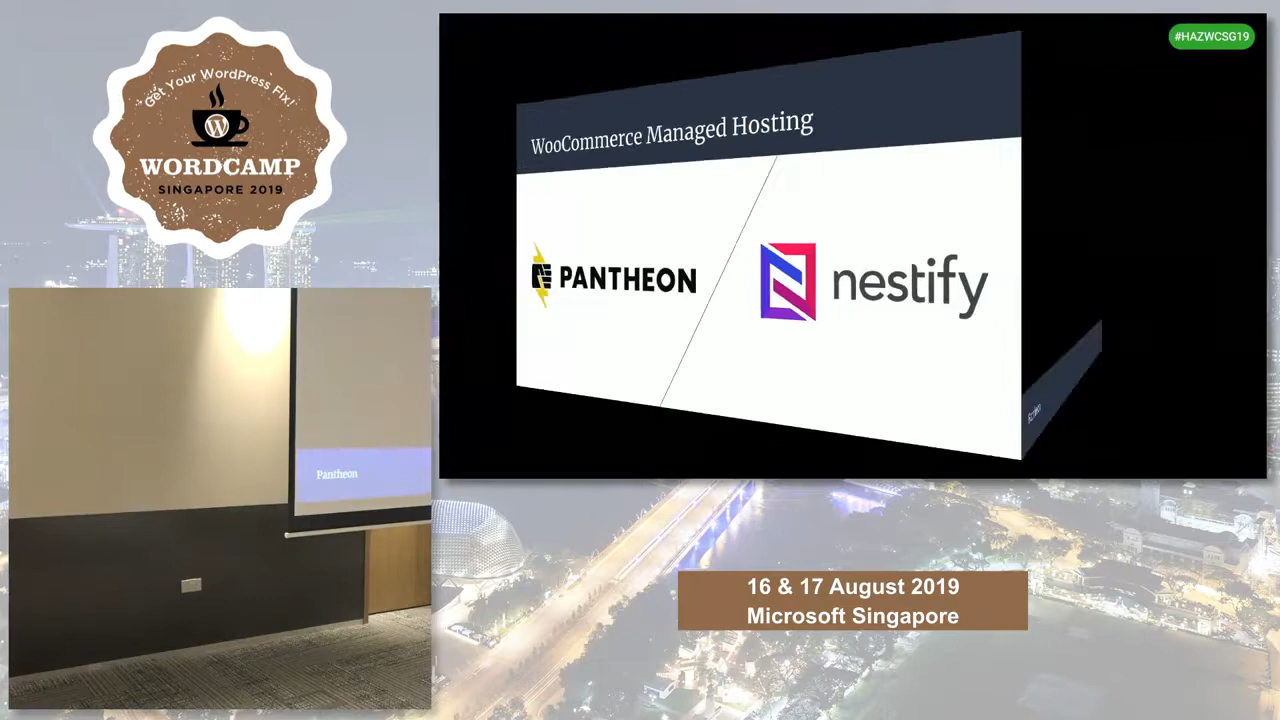 Get Your WordPress Fix!
WORDCAMP
SINGAPORE 2019
#HAZWCSG19
WooCommerce Managed Hosting
PANTHEON
nestify
Pantheon
16 & 17 August 2019
Microsoft Singapore